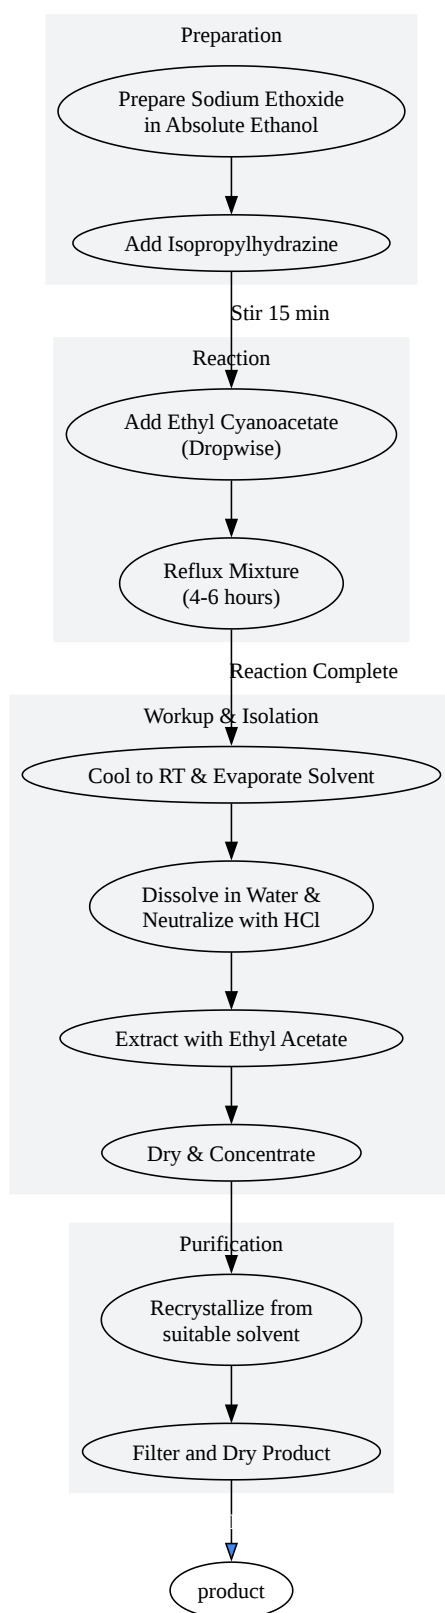 Preparation
Prepare Sodium Ethoxide
in Absolute Ethanol
Add Isopropylhydrazine
Stir 15 min
Reaction
Add Ethyl Cyanoacetate
(Dropwise)
Reflux Mixture
(4-6 hours)
Reaction Complete
Workup & Isolation
Cool to RT & Evaporate Solvent
Dissolve in Water &
Neutralize with HCl
Extract with Ethyl Acetate
Dry & Concentrate
Purification
Recrystallize from
suitable solvent
Filter and Dry Product
product